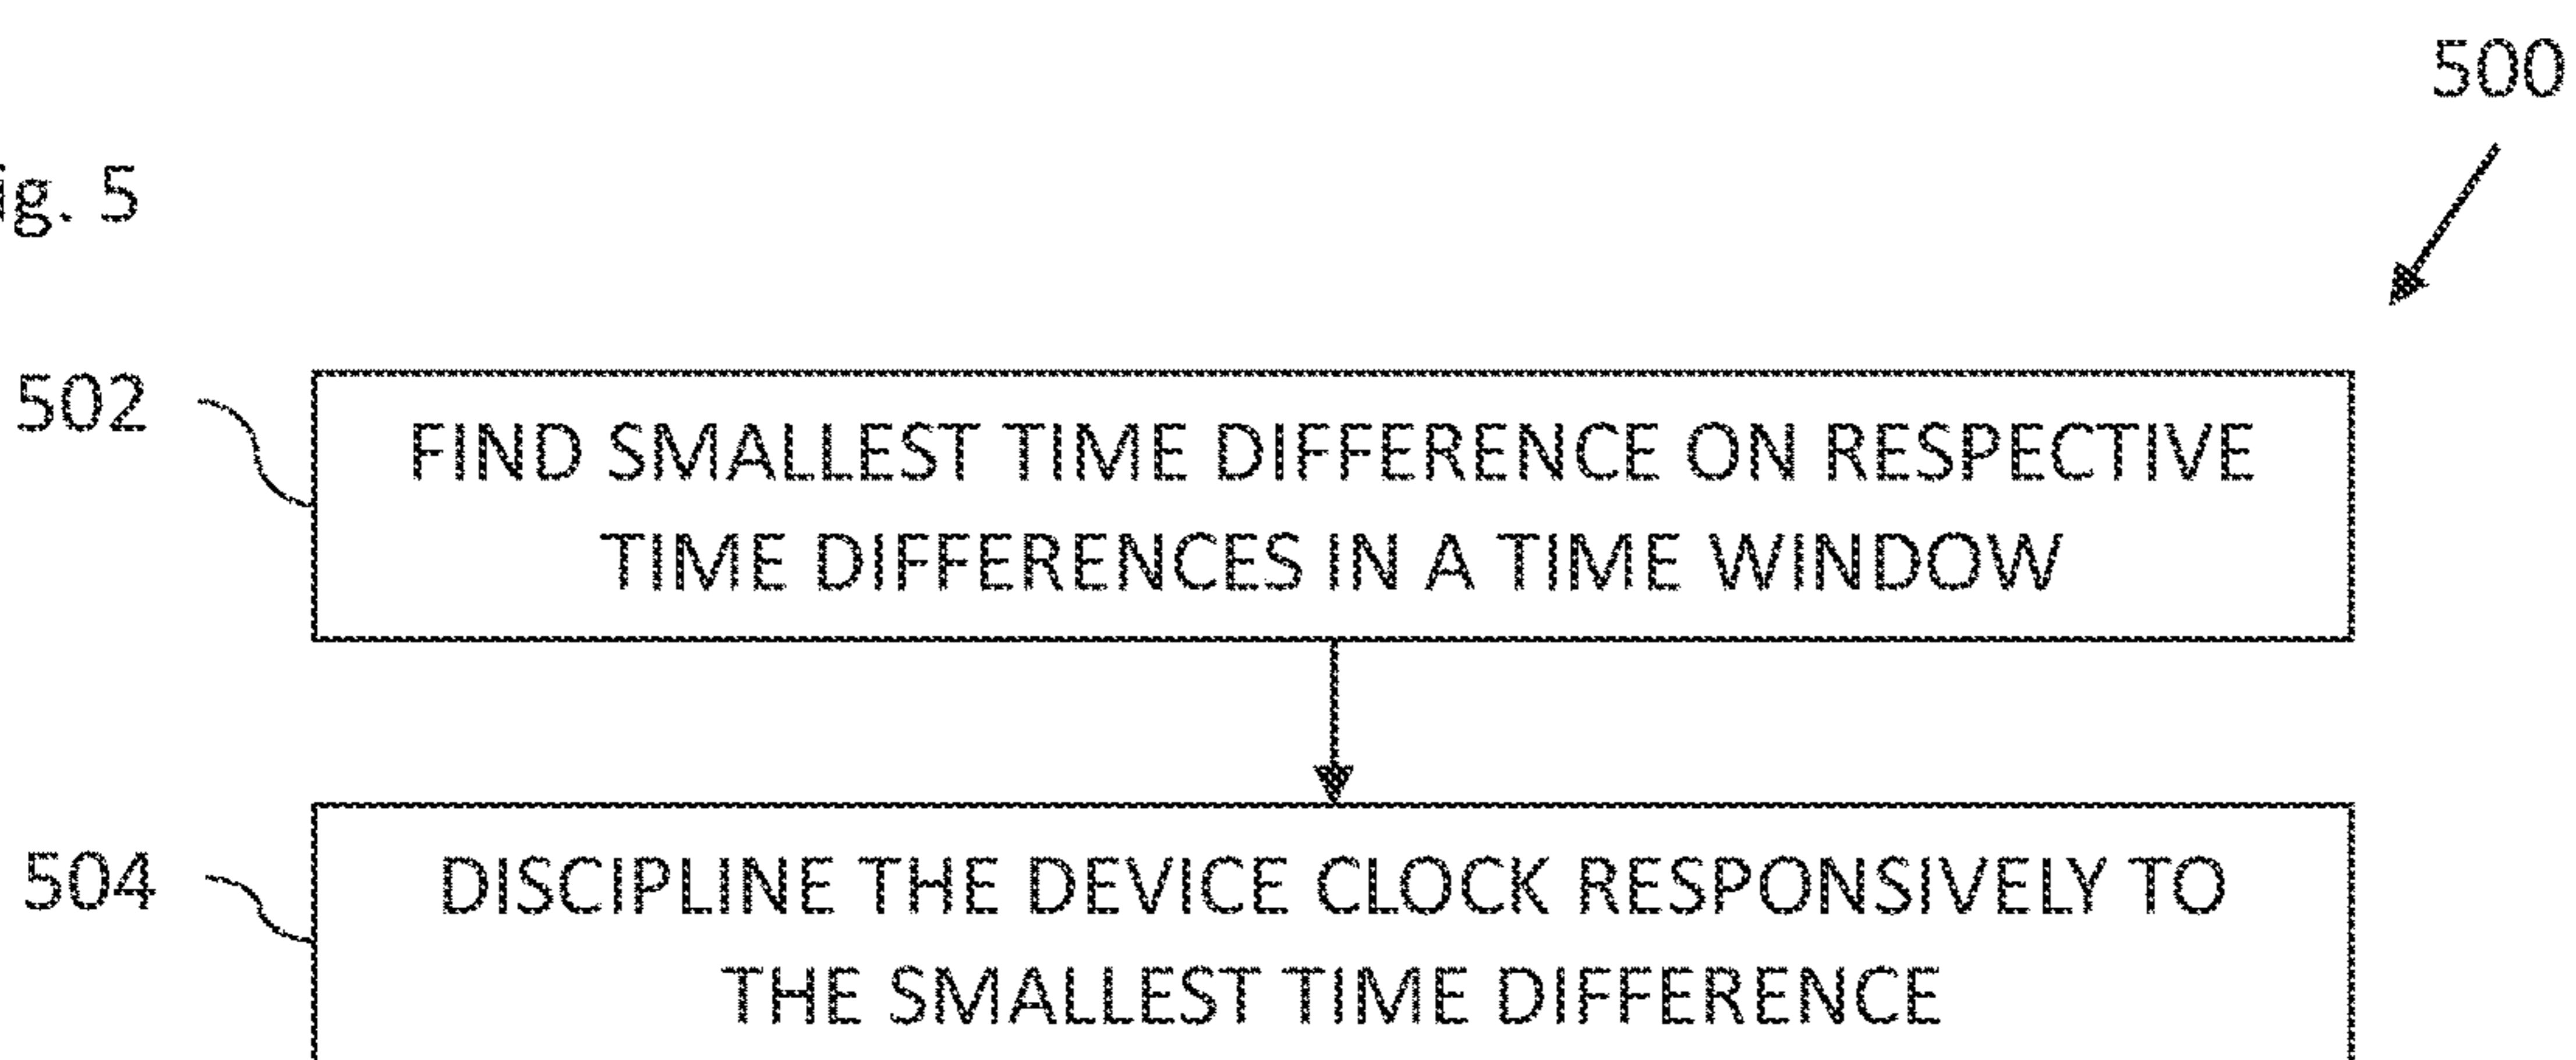 500
ig. 5
502
FIND SMALLEST TIME DIFFERENCE ON RESPECTIVE
TIME DIFFERENCES IN A TIME WINDOW
504
DISCIPLINE THE DEVICE CLOCK RESPONSIVELY TO
THE SMALLEST TIME DIFFERENCE